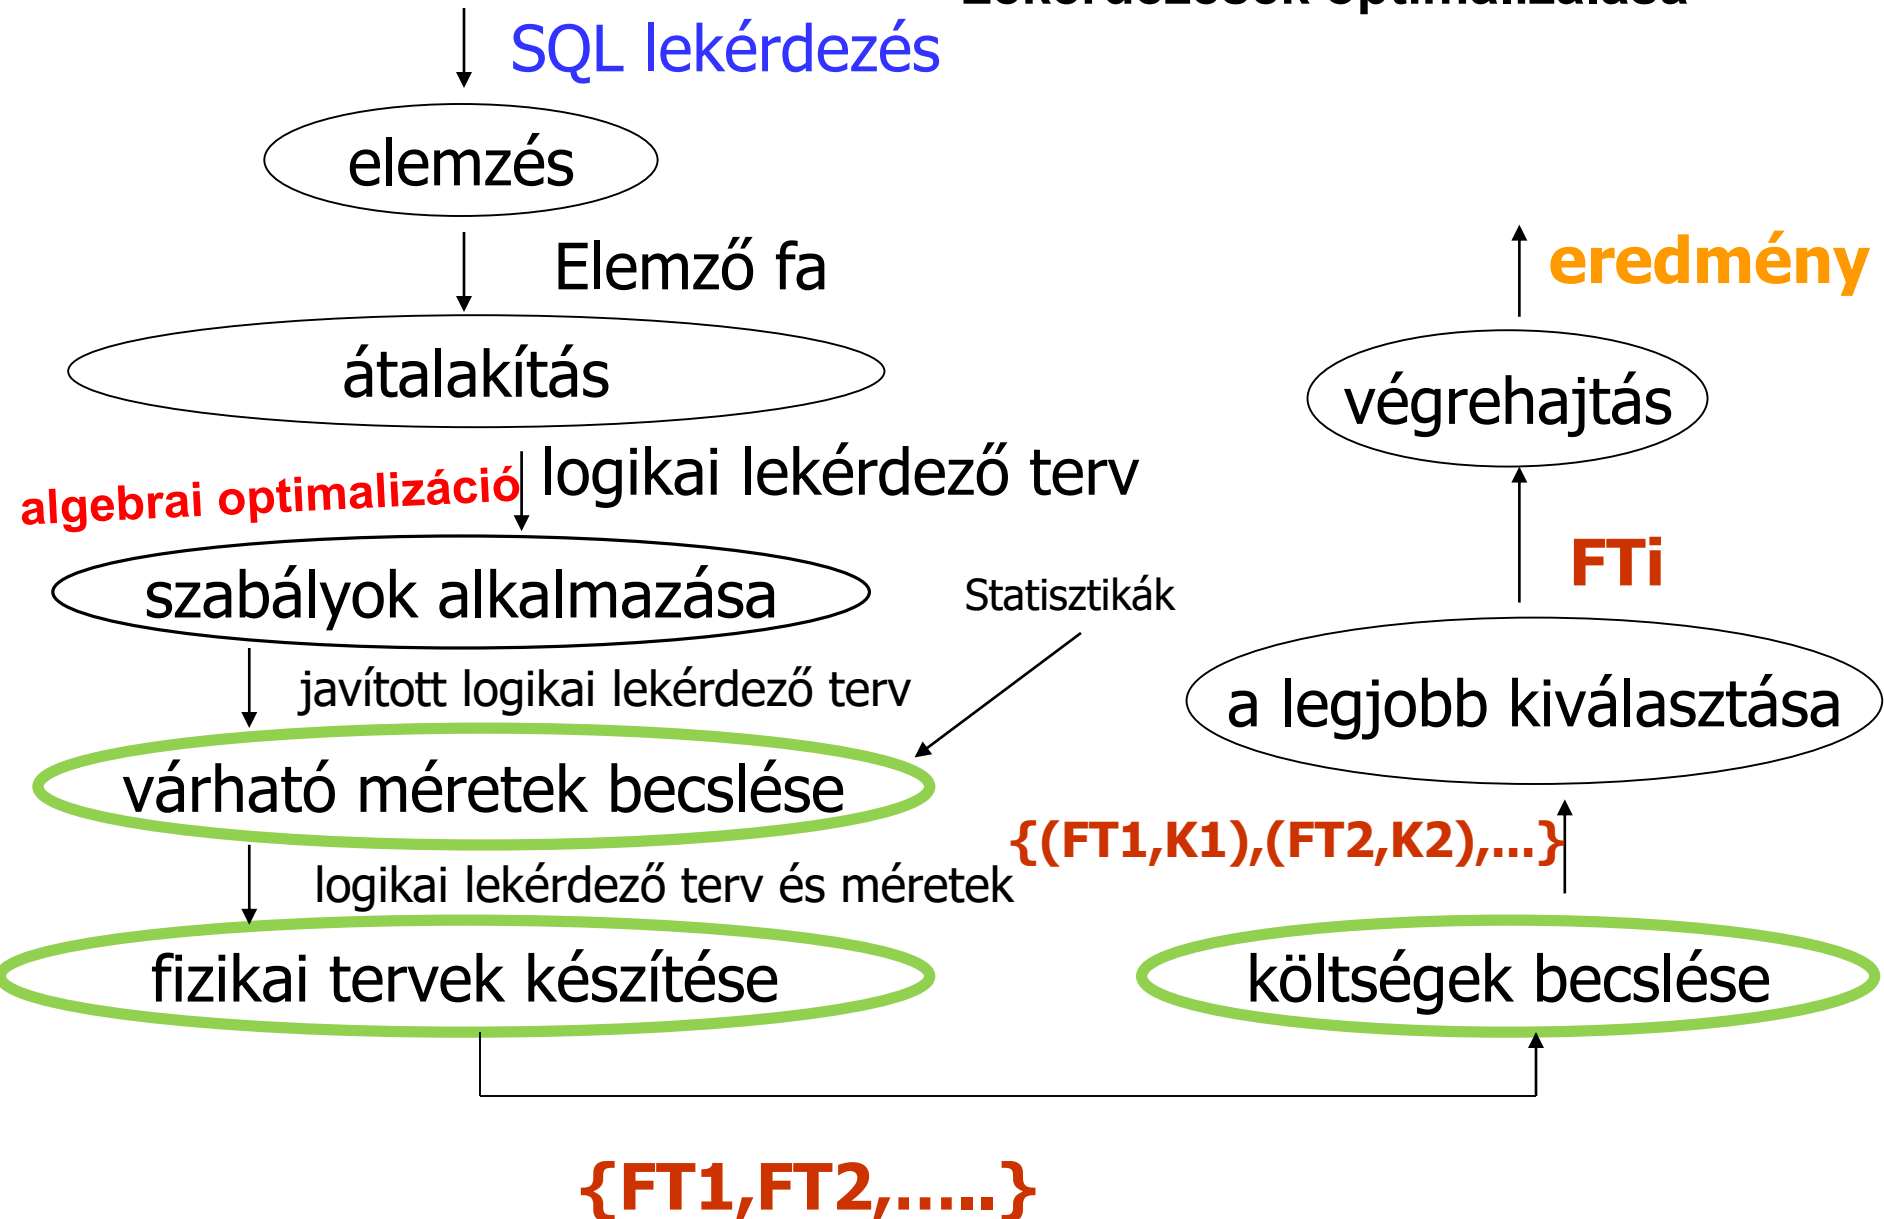 Lekérdezések optimalizálása
SQL lekérdezés
elemzés
Elemző fa
átalakítás
algebrai optimalizáció
logikai lekérdező terv
szabályok alkalmazása
Statisztikák
javított logikai lekérdező terv
várható méretek becslése
logikai lekérdező terv és méretek
fizikai tervek készítése
{FT1,FT2,…..}
költségek becslése
{(FT1,K1),(FT2,K2),...}
a legjobb kiválasztása
FTi
végrehajtás
eredmény